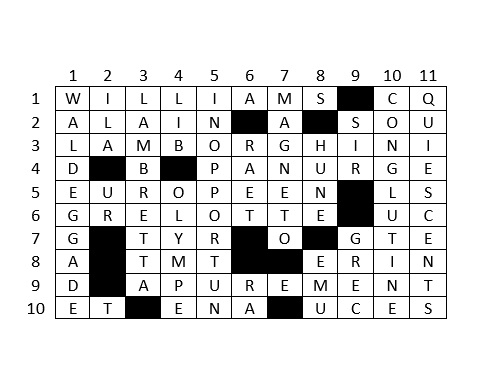 1 2 3 4 5 6 7 8 9 10 11
1 W I L L I A M S C Q
2 A L A I N A S O U
3 L A M B O R G H I N I
4 D B P A N U R G E
5 E U R O P E E N L S
6 G R E L O T T E U C
7 G T Y R O G T E
8 A T M T E R I N
9 D A P U R E M E N T
10 E T E N A U C E S